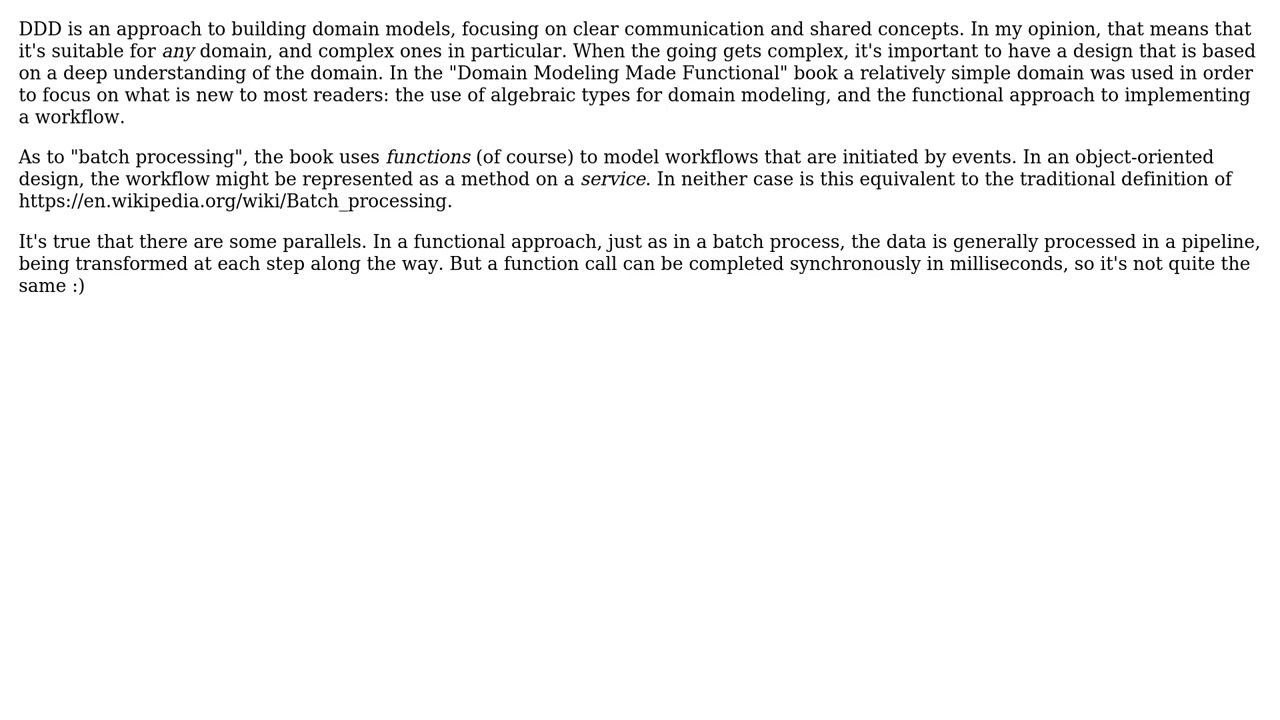 DDD is an approach to building domain models, focusing on clear communication and shared concepts. In my opinion, that means that
it's suitable for any domain, and complex ones in particular. When the going gets complex, it's important to have a design that is based
on a deep understanding of the domain. In the "Domain Modeling Made Functional" book a relatively simple domain was used in order
to focus on what is new to most readers: the use of algebraic types for domain modeling, and the functional approach to implementing
a workflow.
As to "batch processing", the book uses functions (of course) to model workflows that are initiated by events. In an object-oriented
design, the workflow might be represented as a method on a service. In neither case is this equivalent to the traditional definition of
https://en.wikipedia.org/wiki/Batch_processing.
It's true that there are some parallels. In a functional approach, just as in a batch process, the data is generally processed in a pipeline,
being transformed at each step along the way. But a function call can be completed synchronously in milliseconds, so it's not quite the
same :)